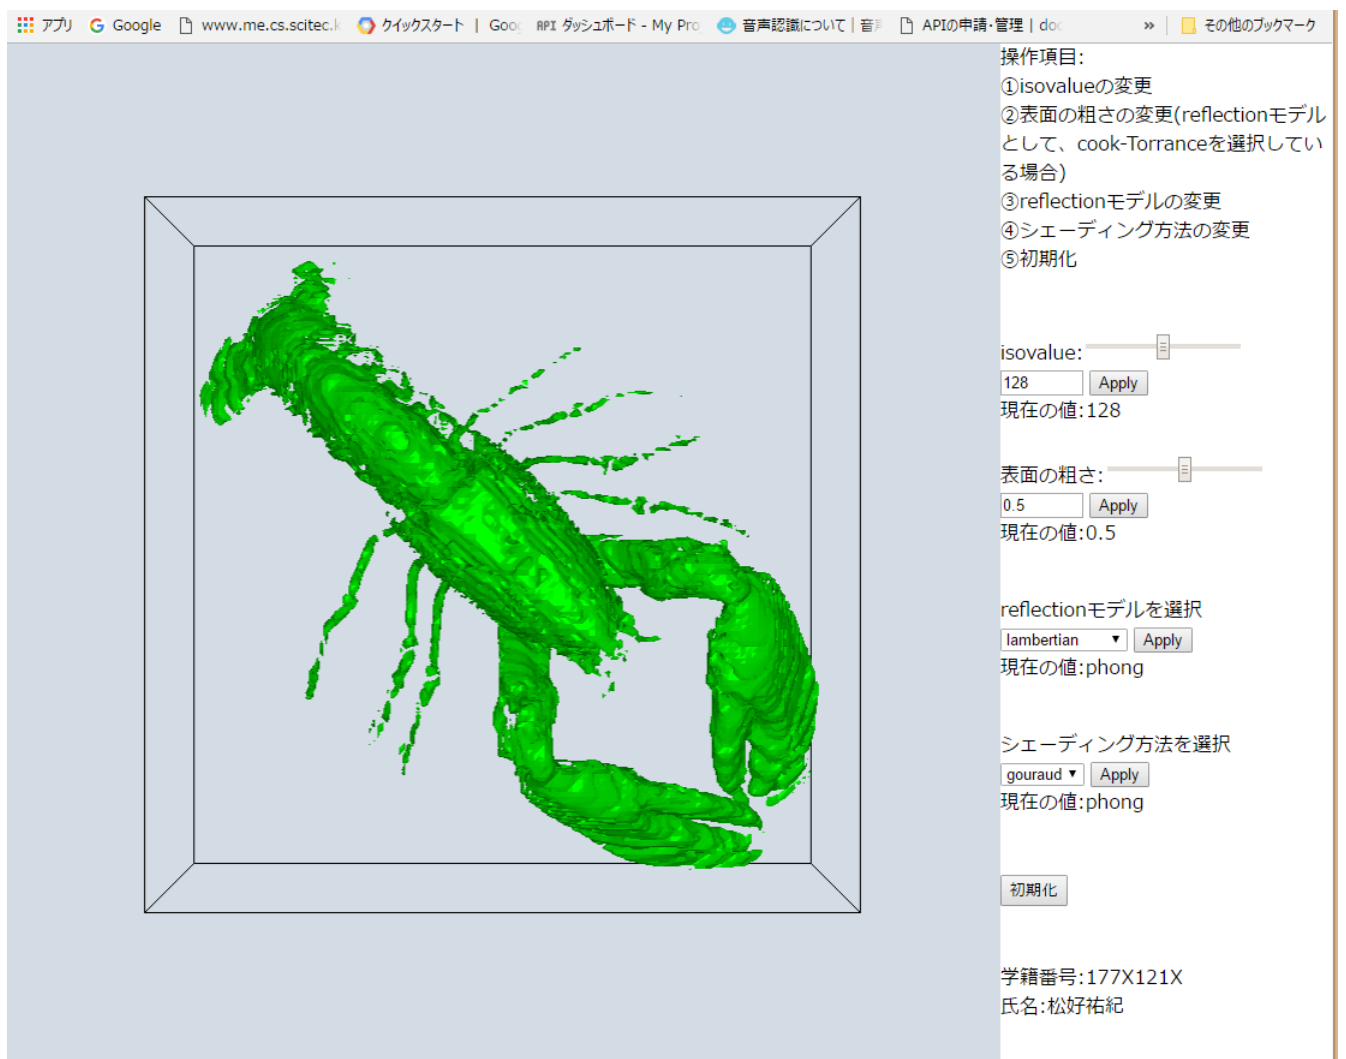 アプリ Google www.me.cs.scitec.k クイックスタート | Goo API ダッシュボード - My Pro 音声認識について | 音 APIの申請・管理 | doc » その他のブックマーク
操作項目:
①isovalueの変更
②表面の粗さの変更(reflectionモデル
として、cook-Torranceを選択してい
る場合)
③reflectionモデルの変更
④シェーディング方法の変更
⑤初期化
isovalue:
128 Apply
現在の値:128
表面の粗さ:
0.5 Apply
現在の値:0.5
reflectionモデルを選択
lambertian Apply
現在の値:phong
シェーディング方法を選択
gouraud Apply
現在の値:phong
初期化
学籍番号:177X121X
氏名:松好祐紀